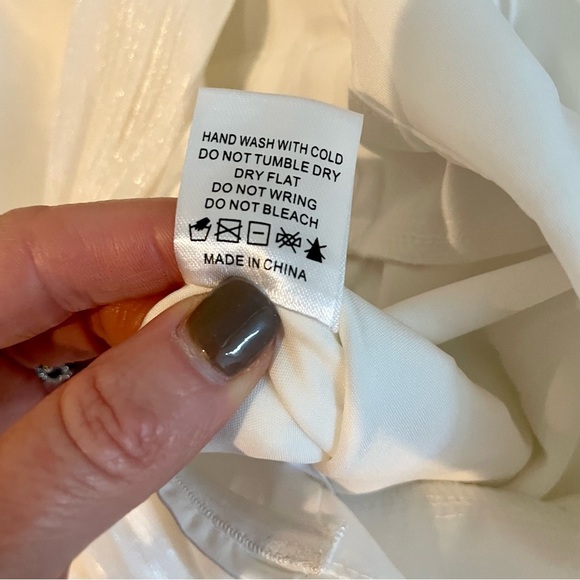 HAND WASH WITH COLD
DO NOT TUMBLE DRY
DRY FLAT
DO NOT WRING
DO NOT BLEACH
MADE IN CHINA